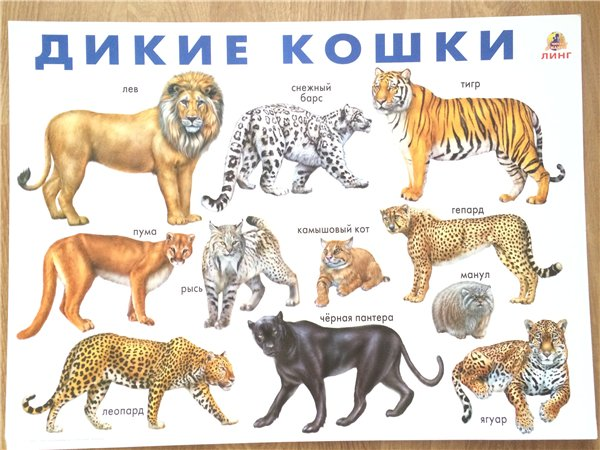 ДИКИЕ КОШКИ
ЛИНГ
лев
снежный
барс
тигр
пума
рысь
камышовый кот
гепард
манул
леопард
чёрная пантера
ягуар